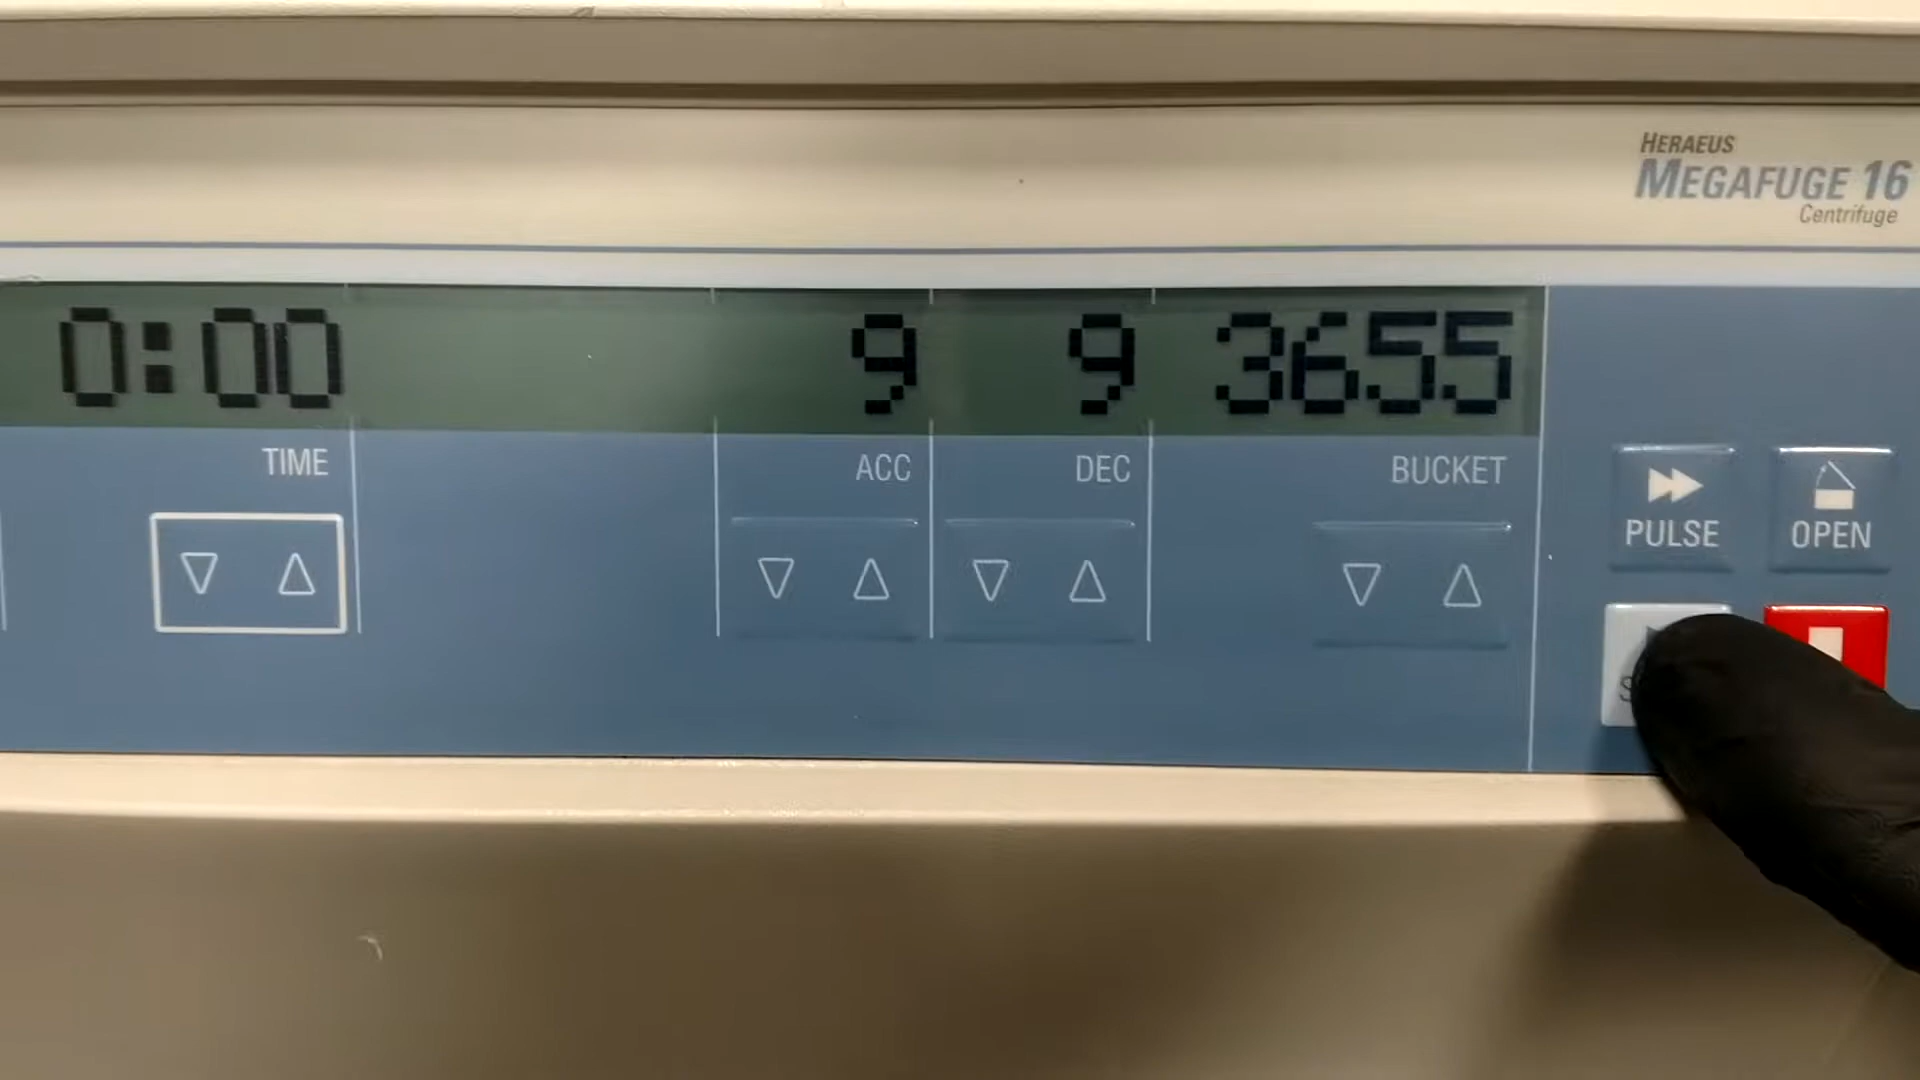 HERAEUS
MEGAFUGE 16
Centrifuge
0:00 9 9 3655
TIME ACC DEC BUCKET
PULSE OPEN